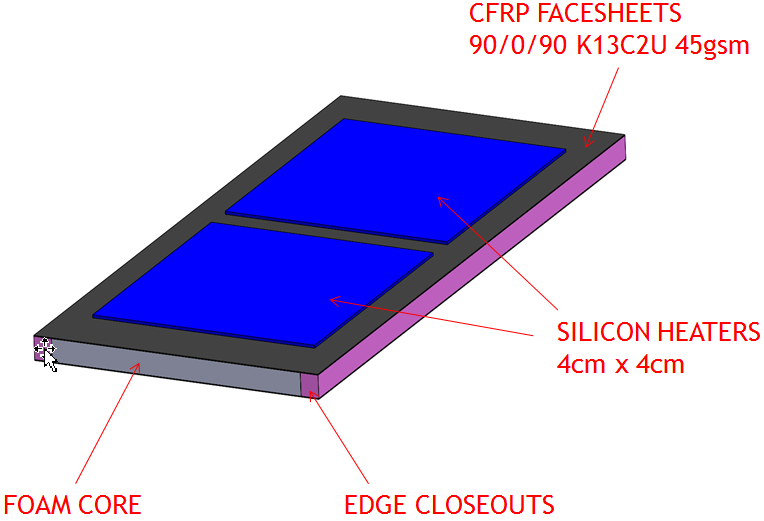 CFRP FACESHEETS
90/0/90 K13C2U 45gsm
SILICON HEATERS
4cm x 4cm
FOAM CORE
EDGE CLOSEOUTS